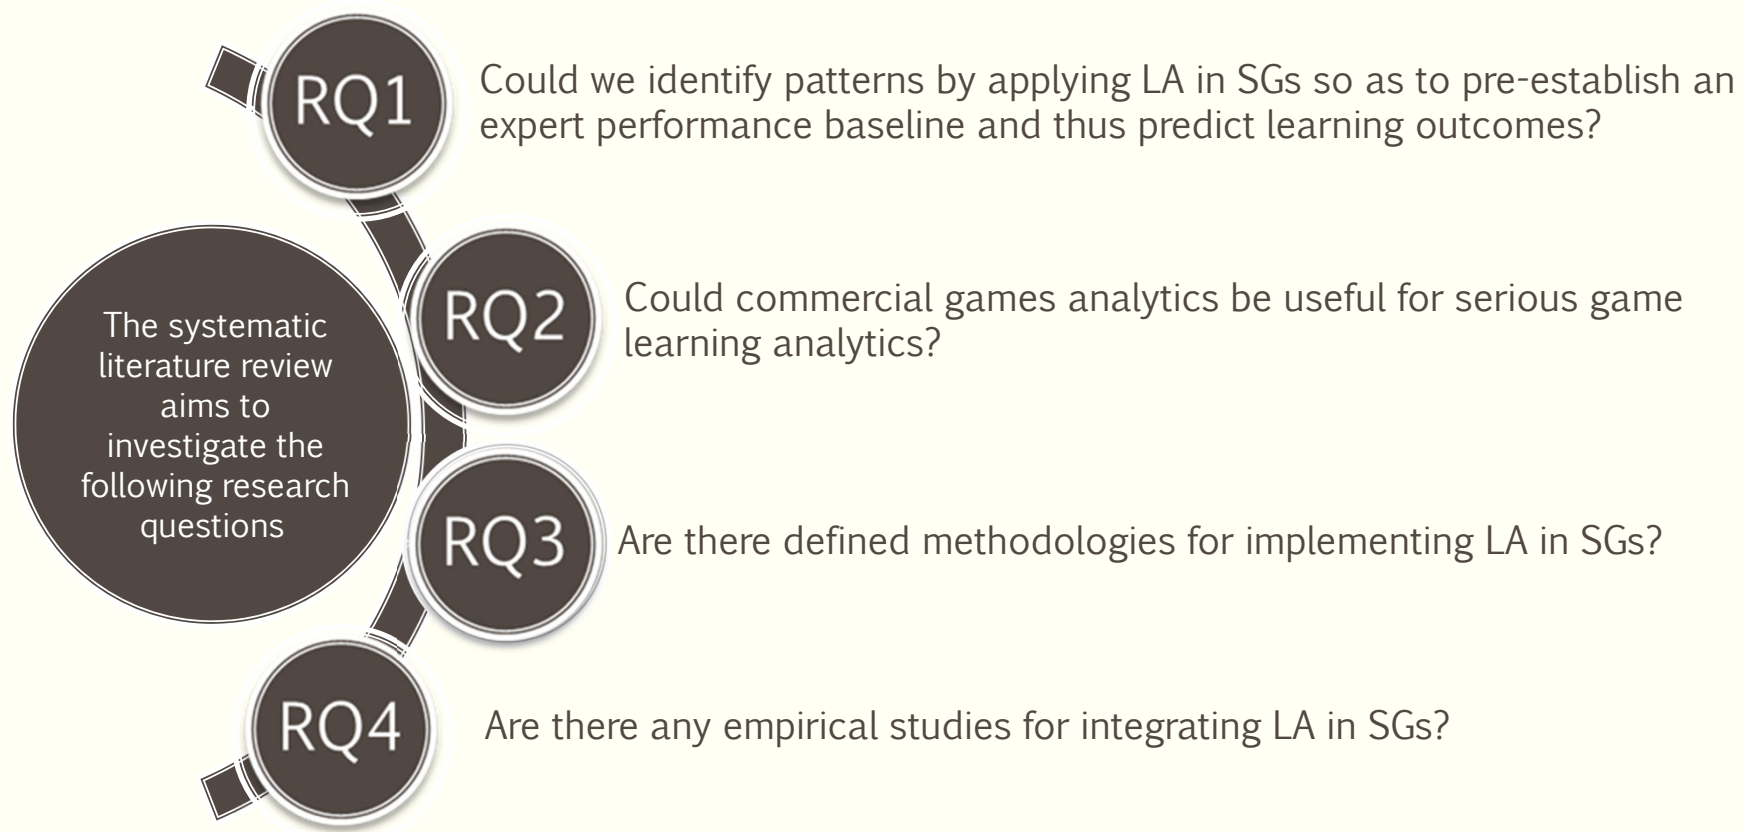 The systematic
literature review
aims to
investigate the
following research
questions
RQ1
Could we identify patterns by applying LA in SGs so as to pre-establish an
expert performance baseline and thus predict learning outcomes?
RQ2
Could commercial games analytics be useful for serious game
learning analytics?
RQ3
Are there defined methodologies for implementing LA in SGs?
RQ4
Are there any empirical studies for integrating LA in SGs?